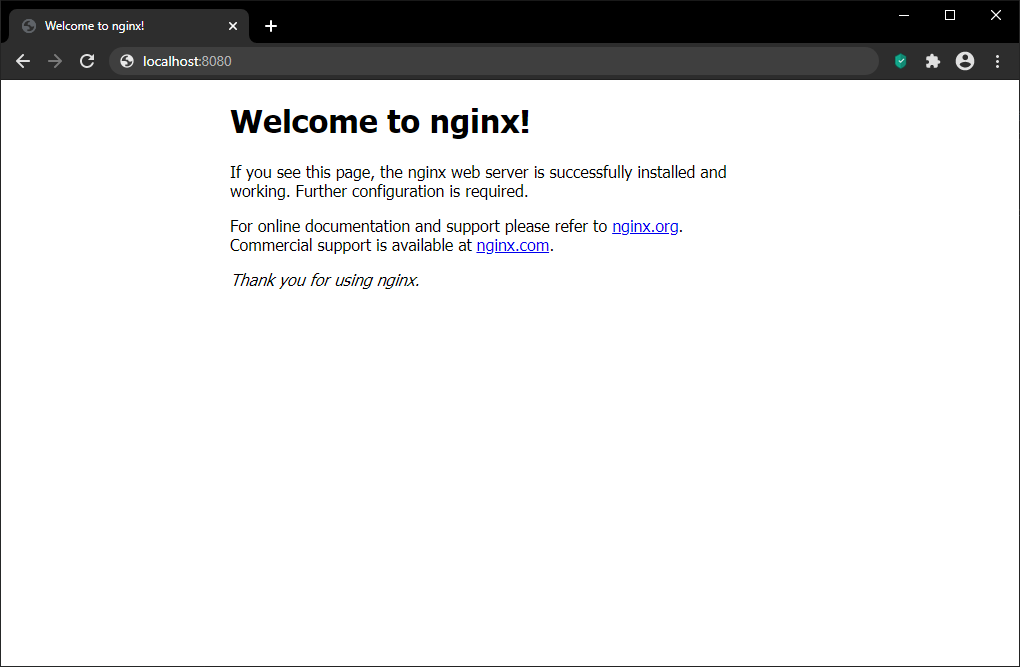 Welcome to nginx!
localhost:8080
Welcome to nginx!
If you see this page, the nginx web server is successfully installed and
working. Further configuration is required.
For online documentation and support please refer to nginx.org.
Commercial support is available at nginx.com.
Thank you for using nginx.